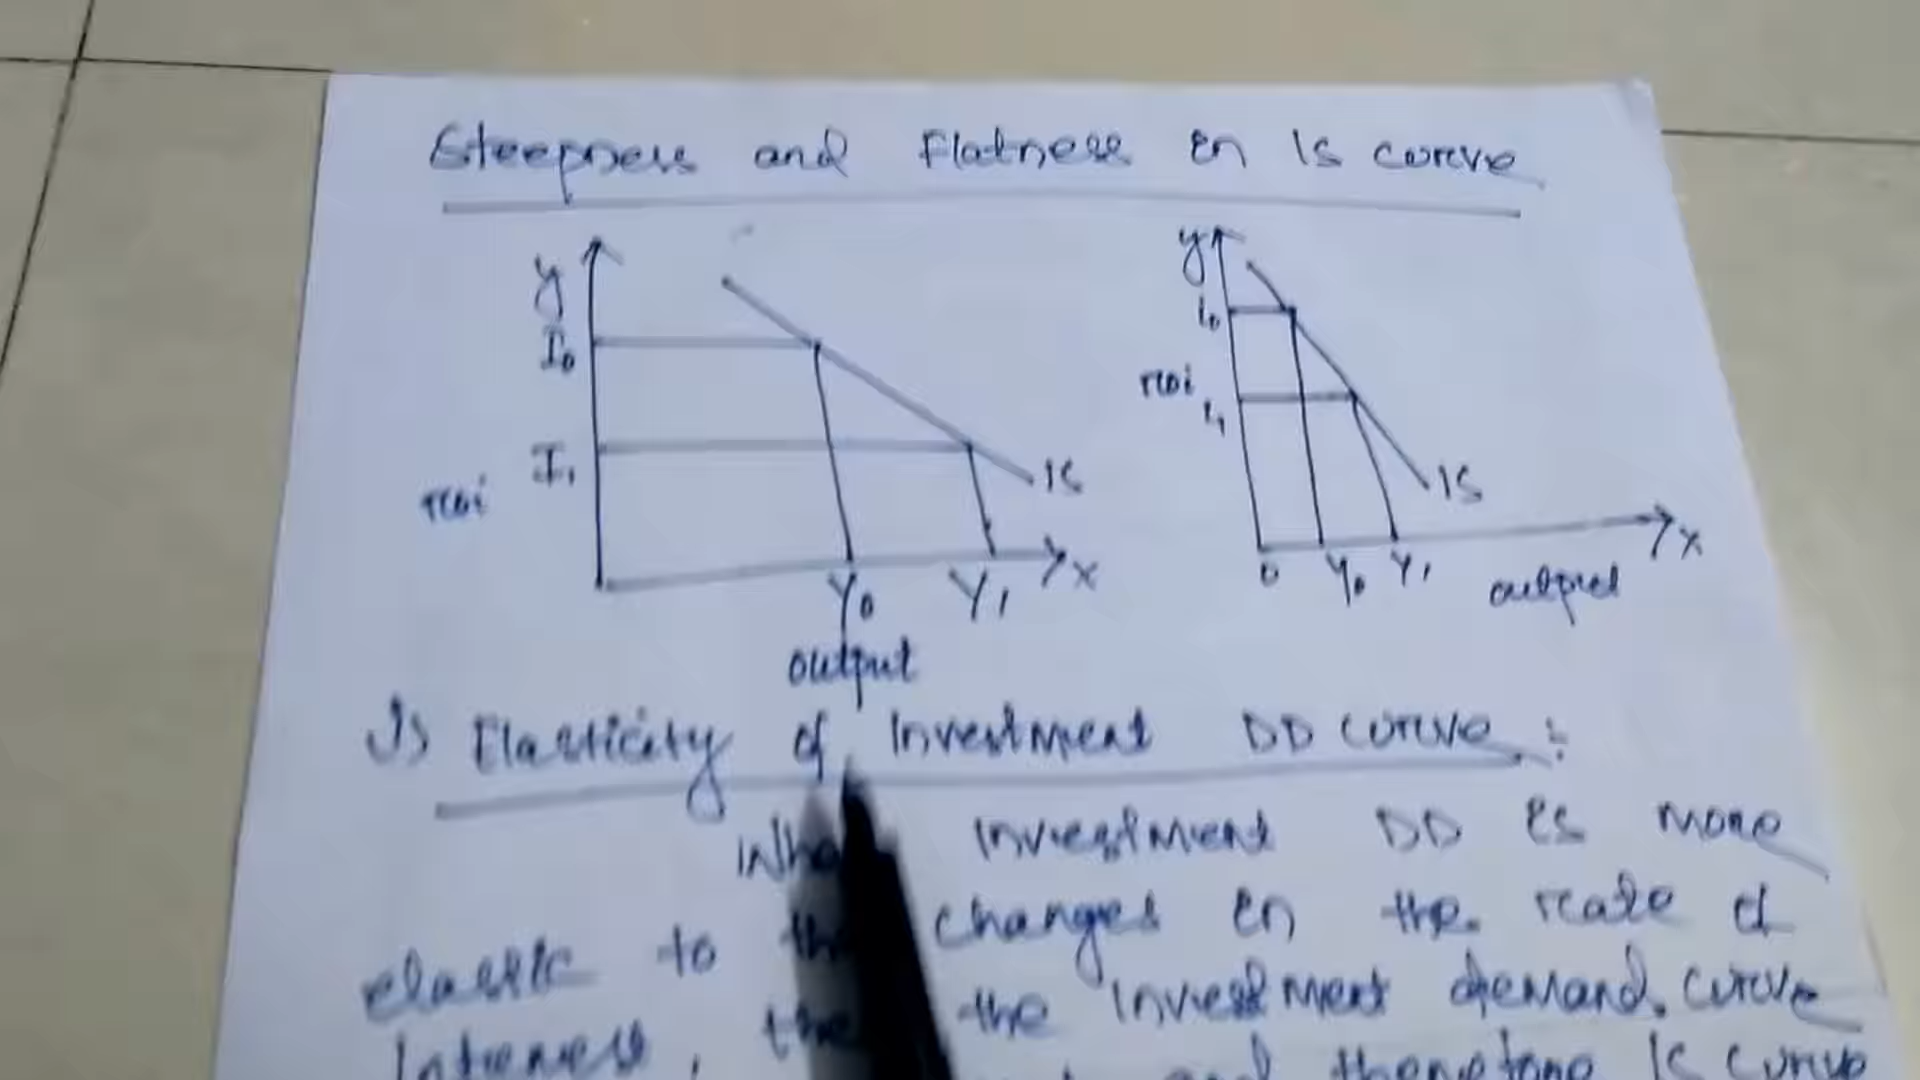 Steepness and Flatness in IS curve
y
I0
I1
roi
IS
Y0 Y1 X
output
y
i0
roi
i1
IS
0 Y0 Y1 X
output
1) Elasticity of Investment DD curve :
Investment DD is more
elastic to the changes in the rate of
Interest, the the investment demand curve
and therefore IS curve